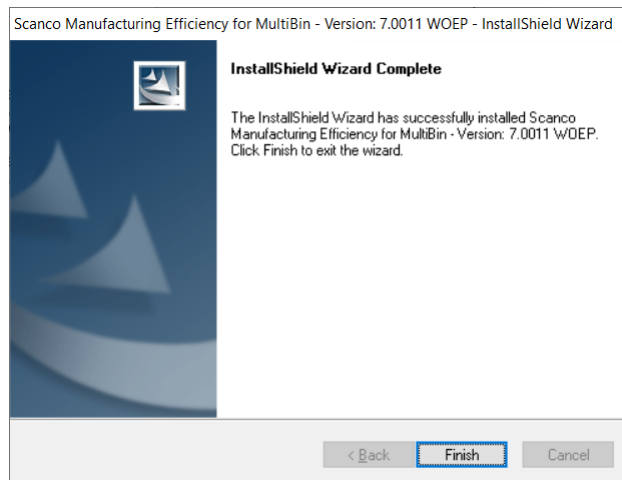 Scanco Manufacturing Efficiency for MultiBin - Version: 7.0011 WOEP - InstallShield Wizard
InstallShield Wizard Complete
The InstallShield Wizard has successfully installed Scanco
Manufacturing Efficiency for MultiBin - Version: 7.0011 WOEP.
Click Finish to exit the wizard.
< Back
Finish
Cancel